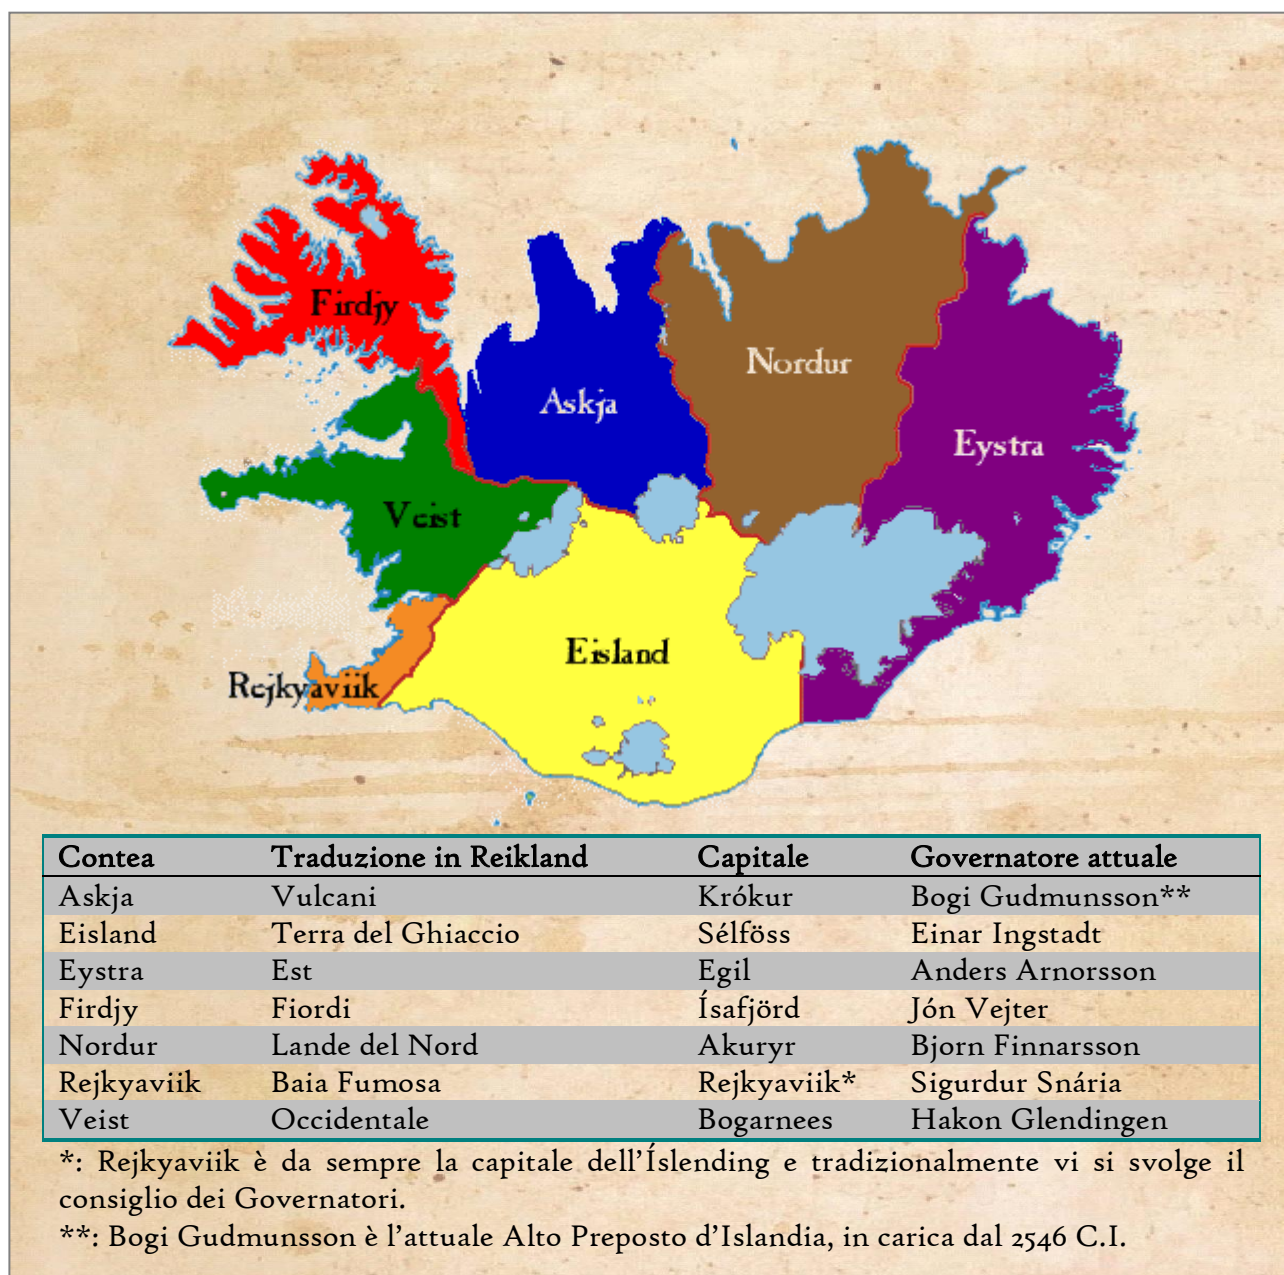 Firdjy
Nordur
Askja
Eystra
Veist
Eisland
Rejkyaviik
Contea Traduzione in Reikland Capitale Governatore attuale
Askja Vulcani Krókur Bogi Gudmunsson**
Eisland Terra del Ghiaccio Sélföss Einar Ingstadt
Eystra Est Egil Anders Arnorsson
Firdjy Fiordi Ísafjörd Jón Vejter
Nordur Lande del Nord Akuryr Bjorn Finnarsson
Rejkyaviik Baia Fumosa Rejkyaviik* Sigurdur Snária
Veist Occidentale Bogarnees Hakon Glendingen
*: Rejkyaviik è da sempre la capitale dell'Íslending e tradizionalmente vi si svolge il
consiglio dei Governatori.
**: Bogi Gudmunsson è l'attuale Alto Preposto d'Islandia, in carica dal 2546 C.I.